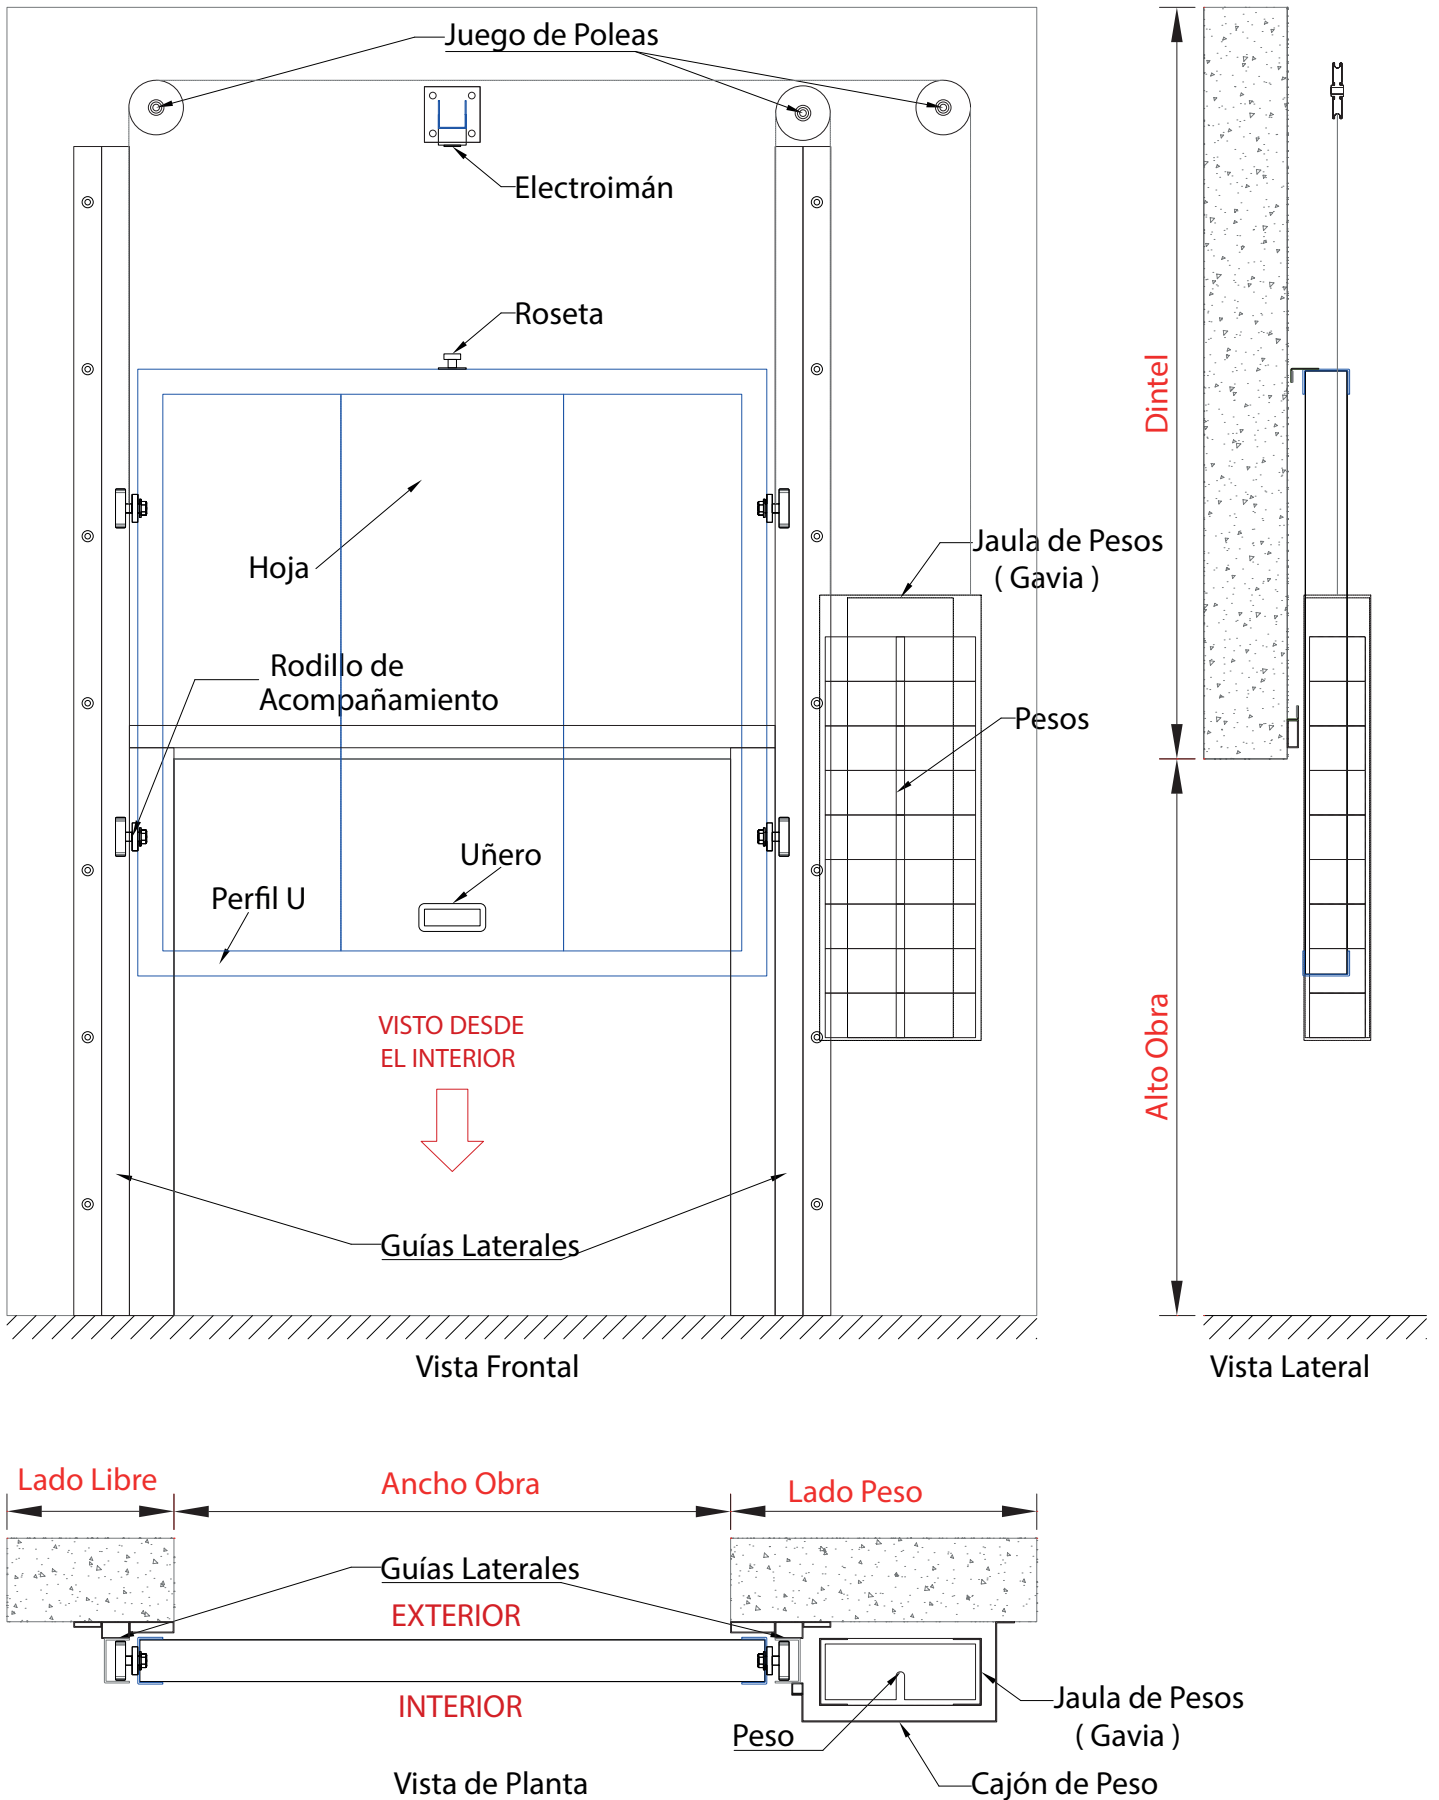 Juego de Poleas
Electroimán
Roseta
Hoja
Jaula de Pesos
( Gavia )
Rodillo de
Acompañamiento
Pesos
Uñero
Perfil U
VISTO DESDE
EL INTERIOR
Guías Laterales
Vista Frontal
Dintel
Alto Obra
Vista Lateral
Lado Libre
Ancho Obra
Lado Peso
Guías Laterales
EXTERIOR
INTERIOR
Peso
Jaula de Pesos
( Gavia )
Cajón de Peso
Vista de Planta